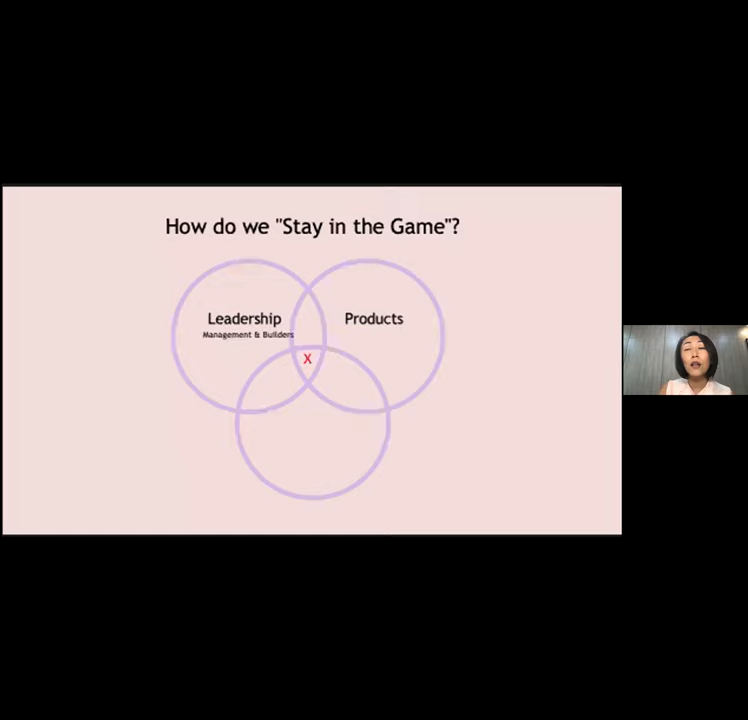 How do we "Stay in the Game"?
Leadership
Products
Management & Builders
X